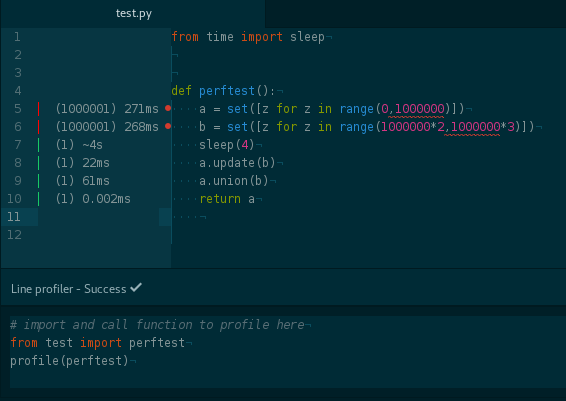 test.py
1 from time import sleep¬
2 ¬
3 ¬
4 def perftest():¬
5 (1000001) 271ms ····a = set([z for z in range(0,1000000)])¬
6 (1000001) 268ms ····b = set([z for z in range(1000000*2,1000000*3)])¬
7 (1) ~4s ····sleep(4)¬
8 (1) 22ms ····a.update(b)¬
9 (1) 61ms ····a.union(b)¬
10 (1) 0.002ms ····return a¬
11 ····¬
12
Line profiler - Success ✓
# import and call function to profile here¬
from test import perftest¬
profile(perftest)¬